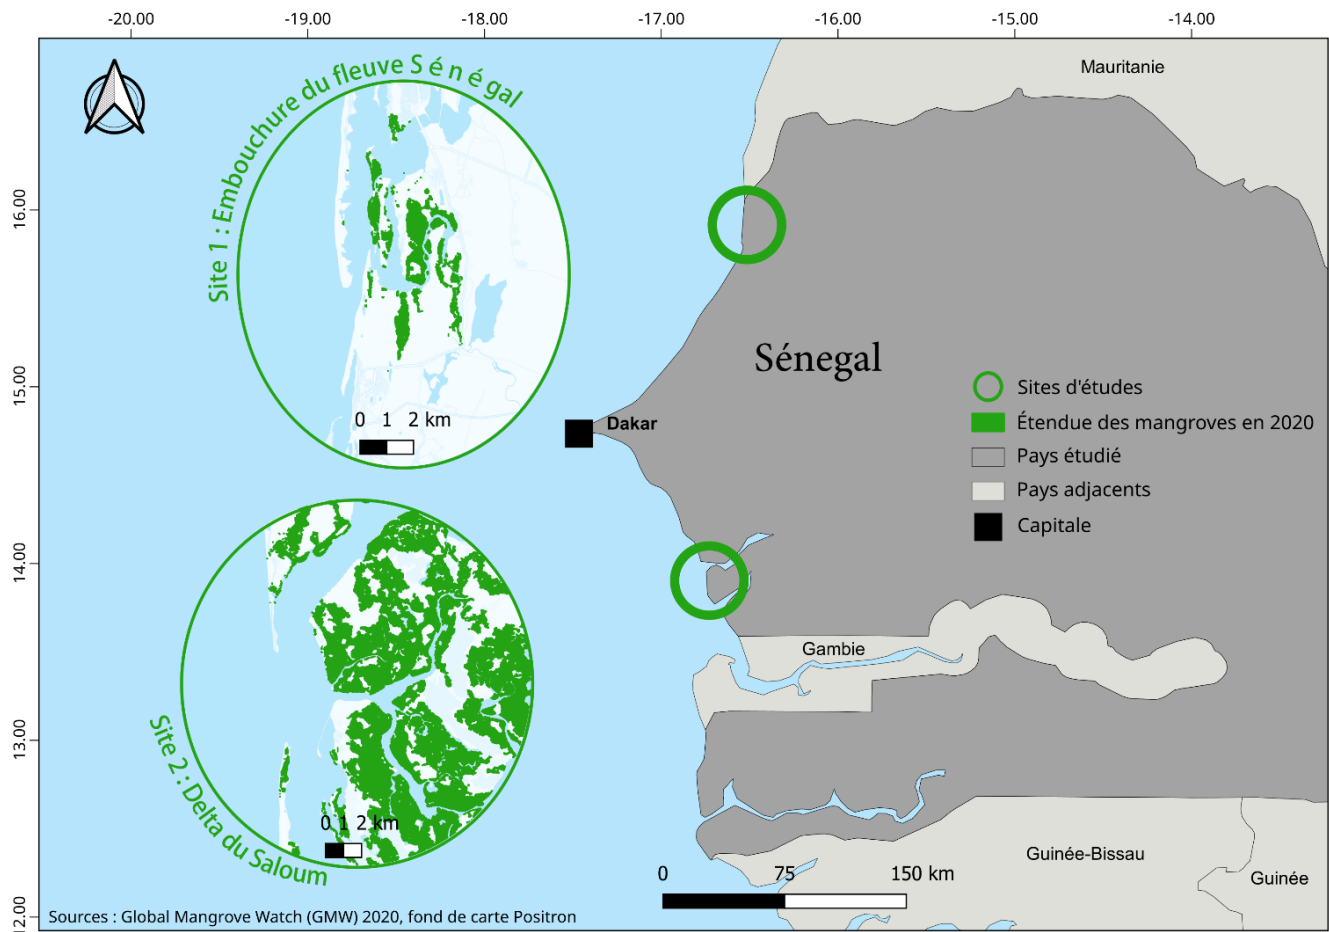 -20.00 -19.00 -18.00 -17.00 -16.00 -15.00 -14.00
Mauritanie
Site 1 : Embouchure du fleuve S é n é gal
16.00
Sénegal
15.00
Sites d'études
0 1 2 km
Dakar
Étendue des mangroves en 2020
Pays étudié
Pays adjacents
Capitale
14.00
Gambie
13.00
Site 2 : Delta du Saloum
0 1 2 km
Guinée-Bissau
Guinée
0 75 150 km
12.00
Sources : Global Mangrove Watch (GMW) 2020, fond de carte Positron